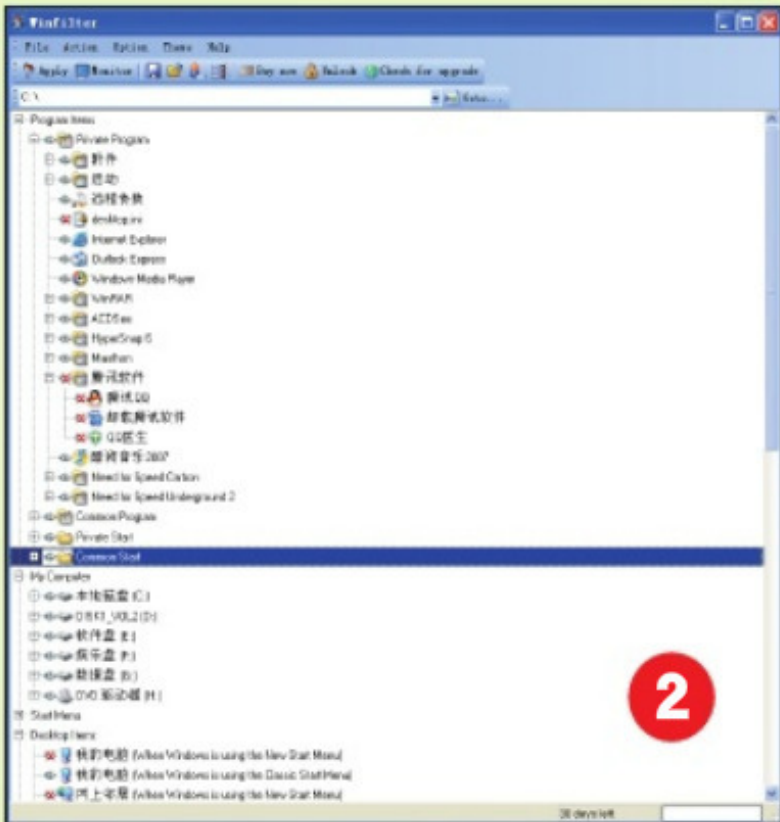 Winfilter
File Action Option Theme Help
Apply Monitor Buy now Unlock Check for upgrade
C:\
Program Items
Private Program
附件
启动
远程协助
desktop.ini
Internet Explorer
Outlook Express
Windows Media Player
WinRAR
ACDSee
HyperSnap 6
Maxthon
腾讯软件
腾讯QQ
卸载腾讯软件
QQ医生
酷狗音乐2007
Need for Speed Carbon
Need for Speed Underground 2
Common Program
Private Start
Common Start
My Computer
本地磁盘 (C:)
DISK1_VOL2 (D:)
软件盘 (E:)
娱乐盘 (F:)
数据盘 (G:)
DVD 驱动器 (H:)
Start Menu
Desktop Items
我的电脑 (When Windows is using the New Start Menu)
我的电脑 (When Windows is using the Classic Start Menu)
网上邻居 (When Windows is using the New Start Menu)
30 days left
2